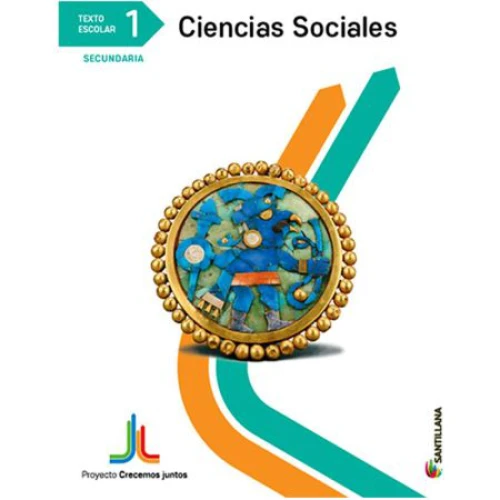 TEXTO
ESCOLAR 1
Ciencias Sociales
SECUNDARIA
Proyecto Crecemos juntos
SANTILLANA